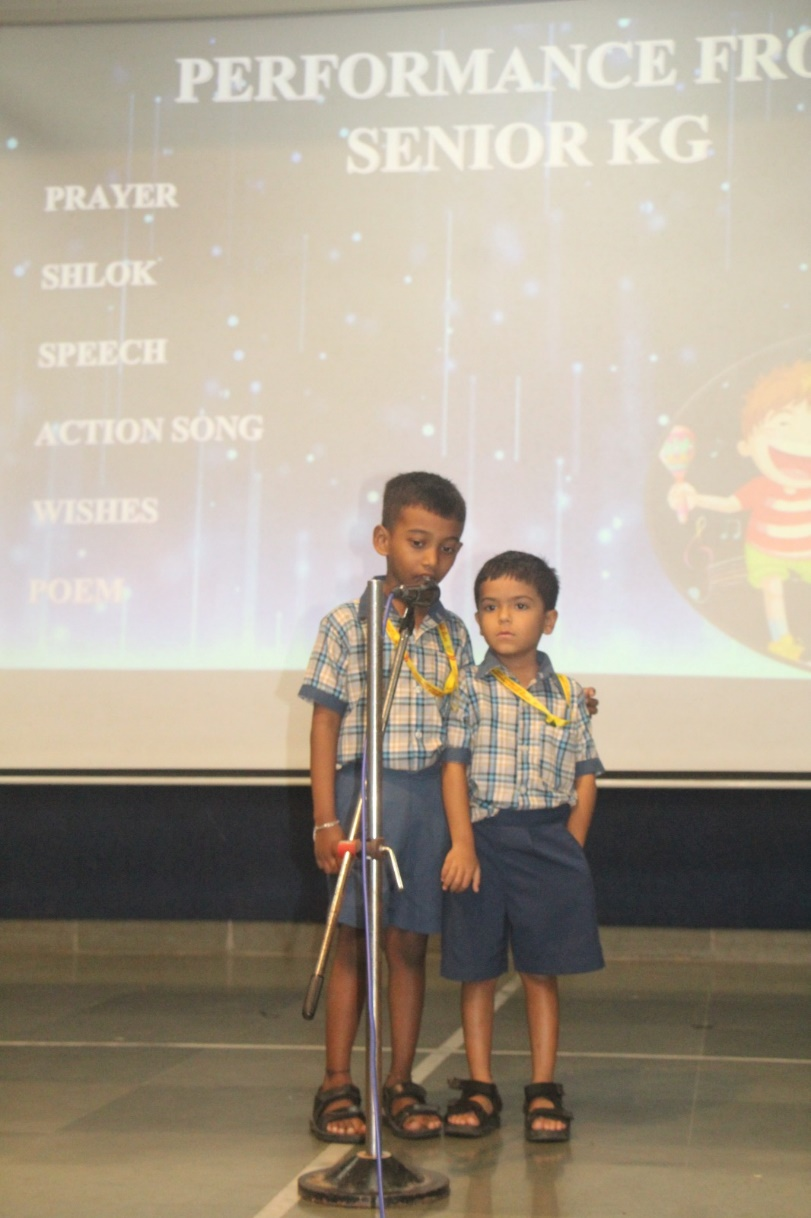 PERFORMANCE FRO
SENIOR KG
PRAYER
SHLOK
SPEECH
ACTION SONG
WISHES
POEM